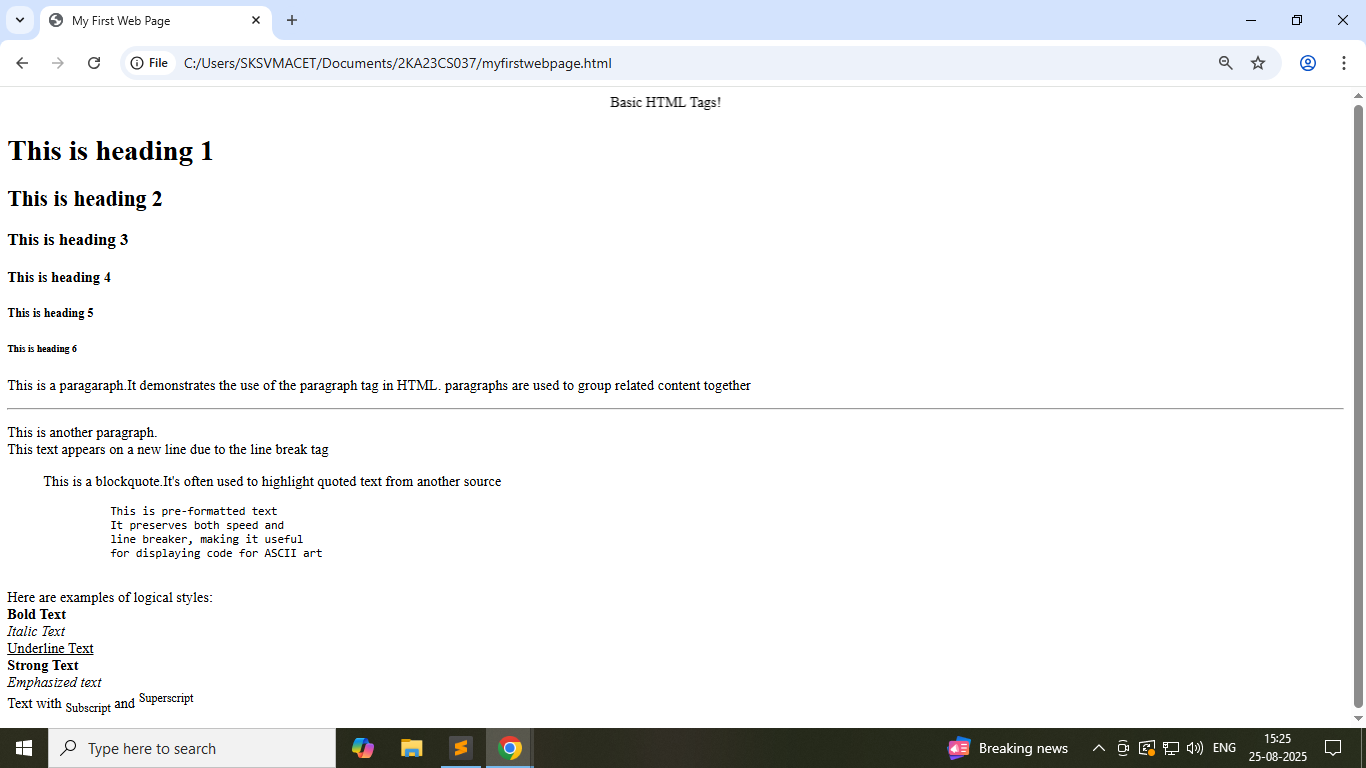 My First Web Page
File C:/Users/SKSVMACET/Documents/2KA23CS037/myfirstwebpage.html
Basic HTML Tags!
This is heading 1
This is heading 2
This is heading 3
This is heading 4
This is heading 5
This is heading 6
This is a paragaraph.It demonstrates the use of the paragraph tag in HTML. paragraphs are used to group related content together
This is another paragraph.
This text appears on a new line due to the line break tag
This is a blockquote.It's often used to highlight quoted text from another source
This is pre-formatted text
It preserves both speed and
line breaker, making it useful
for displaying code for ASCII art
Here are examples of logical styles:
Bold Text
Italic Text
Underline Text
Strong Text
Emphasized text
Text with Subscript and Superscript
Type here to search
Breaking news
ENG
15:25
25-08-2025